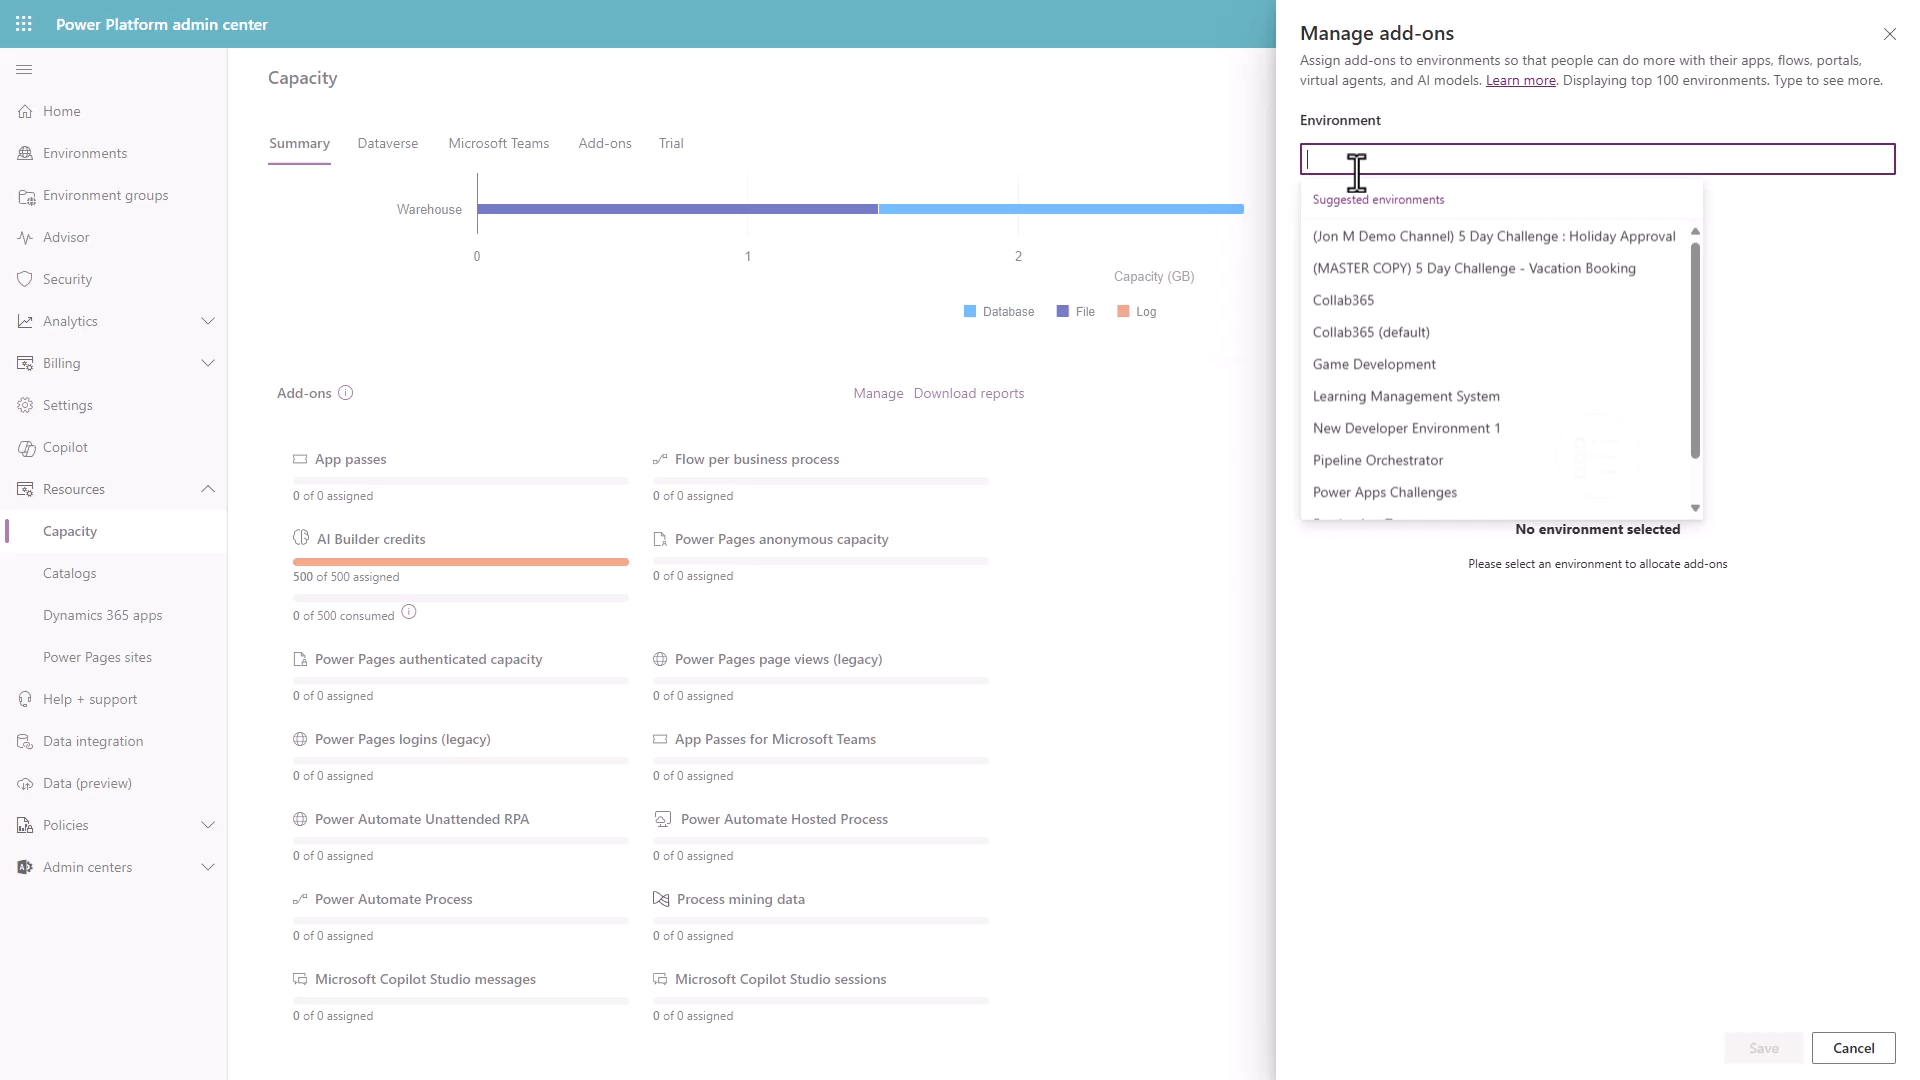 Power Platform admin center
Home
Environments
Environment groups
Advisor
Security
Analytics
Billing
Settings
Copilot
Resources
Capacity
Catalogs
Dynamics 365 apps
Power Pages sites
Help + support
Data integration
Data (preview)
Policies
Admin centers
Capacity
Summary Dataverse Microsoft Teams Add-ons Trial
Warehouse
0 1 2
Capacity (GB)
Database File Log
Add-ons Manage Download reports
App passes
0 of 0 assigned
Flow per business process
0 of 0 assigned
AI Builder credits
500 of 500 assigned
0 of 500 consumed
Power Pages anonymous capacity
0 of 0 assigned
Power Pages authenticated capacity
0 of 0 assigned
Power Pages page views (legacy)
0 of 0 assigned
Power Pages logins (legacy)
0 of 0 assigned
App Passes for Microsoft Teams
0 of 0 assigned
Power Automate Unattended RPA
0 of 0 assigned
Power Automate Hosted Process
0 of 0 assigned
Power Automate Process
0 of 0 assigned
Process mining data
0 of 0 assigned
Microsoft Copilot Studio messages
0 of 0 assigned
Microsoft Copilot Studio sessions
0 of 0 assigned
Manage add-ons
Assign add-ons to environments so that people can do more with their apps, flows, portals,
virtual agents, and AI models. Learn more. Displaying top 100 environments. Type to see more.
Environment
Suggested environments
(Jon M Demo Channel) 5 Day Challenge : Holiday Approval
(MASTER COPY) 5 Day Challenge - Vacation Booking
Collab365
Collab365 (default)
Game Development
Learning Management System
New Developer Environment 1
Pipeline Orchestrator
Power Apps Challenges
No environment selected
Please select an environment to allocate add-ons
Save Cancel